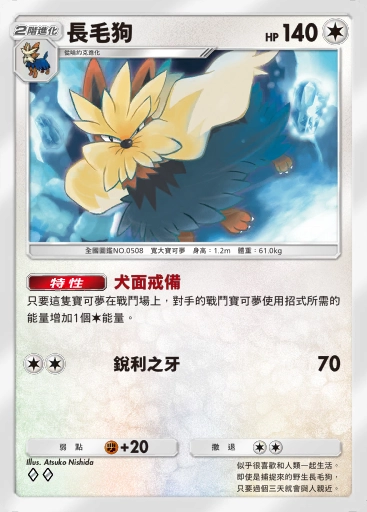 2階進化 長毛狗 HP 140
從哈約克進化
全國圖鑑NO.0508 寬大寶可夢 身高：1.2m 體重：61.0kg
特性 犬面戒備
只要這隻寶可夢在戰鬥場上，對手的戰鬥寶可夢使用招式所需的
能量增加1個能量。
銳利之牙 70
弱點 +20 撤退
Illus. Atsuko Nishida
似乎很喜歡和人類一起生活。
即使是捕捉來的野生長毛狗，
只要過個三天就會與人親近。